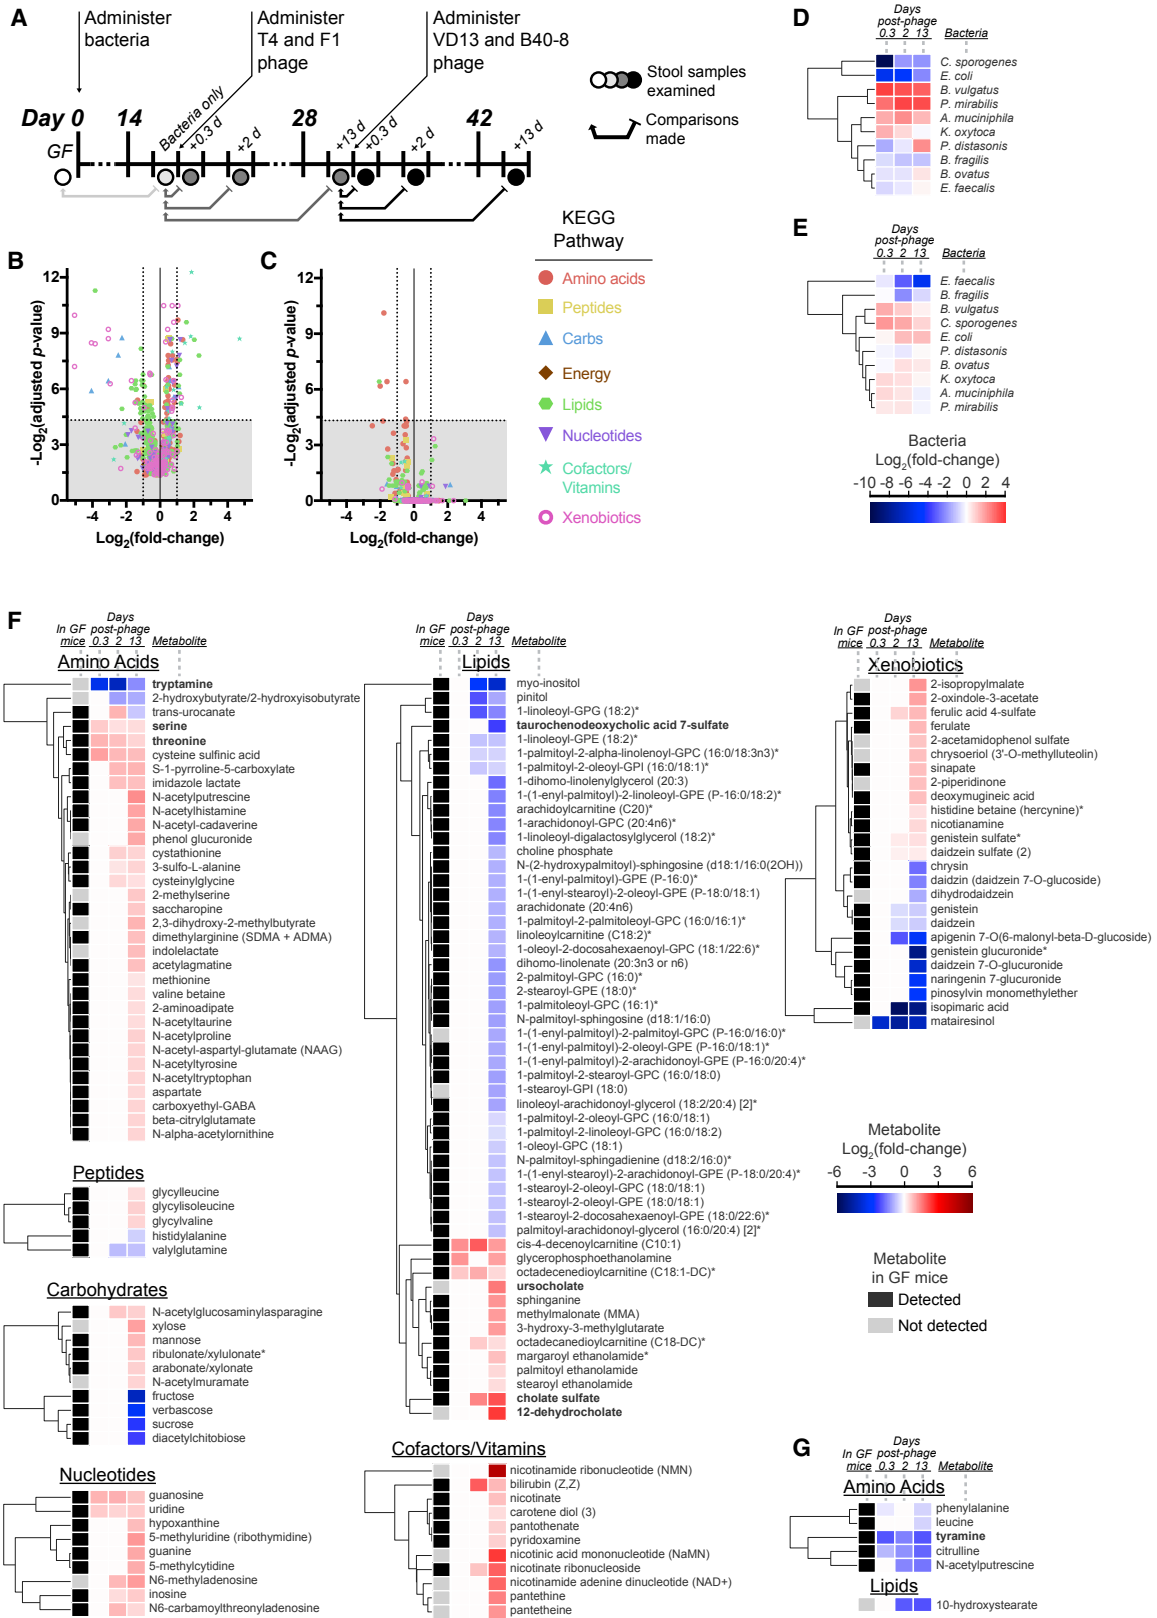 A
Administer
bacteria
Administer
T4 and F1
phage
Administer
VD13 and B40-8
phage
Stool samples
examined
Comparisons
made
Day 0 14 28 42
GF
Bacteria only
+0.3 d
+2 d
+13 d
+0.3 d
+2 d
+13 d
B
-Log2(adjusted p-value)
12
9
6
3
0
-4 -2 0 2 4
Log2(fold-change)
C
-Log2(adjusted p-value)
12
9
6
3
0
-4 -2 0 2 4
Log2(fold-change)
KEGG
Pathway
Amino acids
Peptides
Carbs
Energy
Lipids
Nucleotides
Cofactors/
Vitamins
Xenobiotics
D
Days
post-phage
0.3 2 13 Bacteria
C. sporogenes
E. coli
B. vulgatus
P. mirabilis
A. muciniphila
K. oxytoca
P. distasonis
B. fragilis
B. ovatus
E. faecalis
E
Days
post-phage
0.3 2 13 Bacteria
E. faecalis
B. fragilis
B. vulgatus
C. sporogenes
E. coli
P. distasonis
B. ovatus
K. oxytoca
A. muciniphila
P. mirabilis
Bacteria
Log2(fold-change)
-10 -8 -6 -4 -2 0 2 4
F
In GF
mice
Days
post-phage
0.3 2 13 Metabolite
Amino Acids
tryptamine
2-hydroxybutyrate/2-hydroxyisobutyrate
trans-urocanate
serine
threonine
cysteine sulfinic acid
S-1-pyrroline-5-carboxylate
imidazole lactate
N-acetylputrescine
N-acetylhistamine
N-acetyl-cadaverine
phenol glucuronide
cystathionine
3-sulfo-L-alanine
cysteinylglycine
2-methylserine
saccharopine
2,3-dihydroxy-2-methylbutyrate
dimethylarginine (SDMA + ADMA)
indolelactate
acetylagmatine
methionine
valine betaine
2-aminoadipate
N-acetyltaurine
N-acetylproline
N-acetyl-aspartyl-glutamate (NAAG)
N-acetyltyrosine
N-acetyltryptophan
aspartate
carboxyethyl-GABA
beta-citrylglutamate
N-alpha-acetylornithine
Peptides
glycylleucine
glycylisoleucine
glycylvaline
histidylalanine
valylglutamine
Carbohydrates
N-acetylglucosaminylasparagine
xylose
mannose
ribulonate/xylulonate*
arabonate/xylonate
N-acetylmuramate
fructose
verbascose
sucrose
diacetylchitobiose
Nucleotides
guanosine
uridine
hypoxanthine
5-methyluridine (ribothymidine)
guanine
5-methylcytidine
N6-methyladenosine
inosine
N6-carbamoylthreonyladenosine
In GF
mice
Days
post-phage
0.3 2 13 Metabolite
Lipids
myo-inositol
pinitol
1-linoleoyl-GPG (18:2)*
taurochenodeoxycholic acid 7-sulfate
1-linoleoyl-GPE (18:2)*
1-palmitoyl-2-alpha-linolenoyl-GPC (16:0/18:3n3)*
1-palmitoyl-2-oleoyl-GPI (16:0/18:1)*
1-dihomo-linolenylglycerol (20:3)
1-(1-enyl-palmitoyl)-2-linoleoyl-GPE (P-16:0/18:2)*
arachidoylcarnitine (C20)*
1-arachidonoyl-GPC (20:4n6)*
1-linoleoyl-digalactosylglycerol (18:2)*
choline phosphate
N-(2-hydroxypalmitoyl)-sphingosine (d18:1/16:0(2OH))
1-(1-enyl-palmitoyl)-GPE (P-16:0)*
1-(1-enyl-stearoyl)-2-oleoyl-GPE (P-18:0/18:1)
arachidonate (20:4n6)
1-palmitoyl-2-palmitoleoyl-GPC (16:0/16:1)*
linoleoylcarnitine (C18:2)*
1-oleoyl-2-docosahexaenoyl-GPC (18:1/22:6)*
dihomo-linolenate (20:3n3 or n6)
2-palmitoyl-GPC (16:0)*
2-stearoyl-GPE (18:0)*
1-palmitoleoyl-GPC (16:1)*
N-palmitoyl-sphingosine (d18:1/16:0)
1-(1-enyl-palmitoyl)-2-palmitoyl-GPC (P-16:0/16:0)*
1-(1-enyl-palmitoyl)-2-oleoyl-GPE (P-16:0/18:1)*
1-(1-enyl-palmitoyl)-2-arachidonoyl-GPE (P-16:0/20:4)*
1-palmitoyl-2-stearoyl-GPC (16:0/18:0)
1-stearoyl-GPI (18:0)
linoleoyl-arachidonoyl-glycerol (18:2/20:4) [2]*
1-palmitoyl-2-oleoyl-GPC (16:0/18:1)
1-palmitoyl-2-linoleoyl-GPC (16:0/18:2)
1-oleoyl-GPC (18:1)
N-palmitoyl-sphingadienine (d18:2/16:0)*
1-(1-enyl-stearoyl)-2-arachidonoyl-GPE (P-18:0/20:4)*
1-stearoyl-2-oleoyl-GPC (18:0/18:1)
1-stearoyl-2-oleoyl-GPE (18:0/18:1)
1-stearoyl-2-docosahexaenoyl-GPE (18:0/22:6)*
palmitoyl-arachidonoyl-glycerol (16:0/20:4) [2]*
cis-4-decenoylcarnitine (C10:1)
glycerophosphoethanolamine
octadecenedioylcarnitine (C18:1-DC)*
ursocholate
sphinganine
methylmalonate (MMA)
3-hydroxy-3-methylglutarate
octadecanedioylcarnitine (C18-DC)*
margaroyl ethanolamide*
palmitoyl ethanolamide
stearoyl ethanolamide
cholate sulfate
12-dehydrocholate
Cofactors/Vitamins
nicotinamide ribonucleotide (NMN)
bilirubin (Z,Z)
nicotinate
carotene diol (3)
pantothenate
pyridoxamine
nicotinic acid mononucleotide (NaMN)
nicotinate ribonucleoside
nicotinamide adenine dinucleotide (NAD+)
pantethine
pantetheine
In GF
mice
Days
post-phage
0.3 2 13 Metabolite
Xenobiotics
2-isopropylmalate
2-oxindole-3-acetate
ferulic acid 4-sulfate
ferulate
2-acetamidophenol sulfate
chrysoeriol (3'-O-methylluteolin)
sinapate
2-piperidinone
deoxymugineic acid
histidine betaine (hercynine)*
nicotianamine
genistein sulfate*
daidzein sulfate (2)
chrysin
daidzin (daidzein 7-O-glucoside)
dihydrodaidzein
genistein
daidzein
apigenin 7-O(6-malonyl-beta-D-glucoside)
genistein glucuronide*
daidzein 7-O-glucuronide
naringenin 7-glucuronide
pinosylvin monomethylether
isopimaric acid
matairesinol
Metabolite
Log2(fold-change)
-6 -3 0 3 6
Metabolite
in GF mice
Detected
Not detected
G
In GF
mice
Days
post-phage
0.3 2 13 Metabolite
Amino Acids
phenylalanine
leucine
tyramine
citrulline
N-acetylputrescine
Lipids
10-hydroxystearate